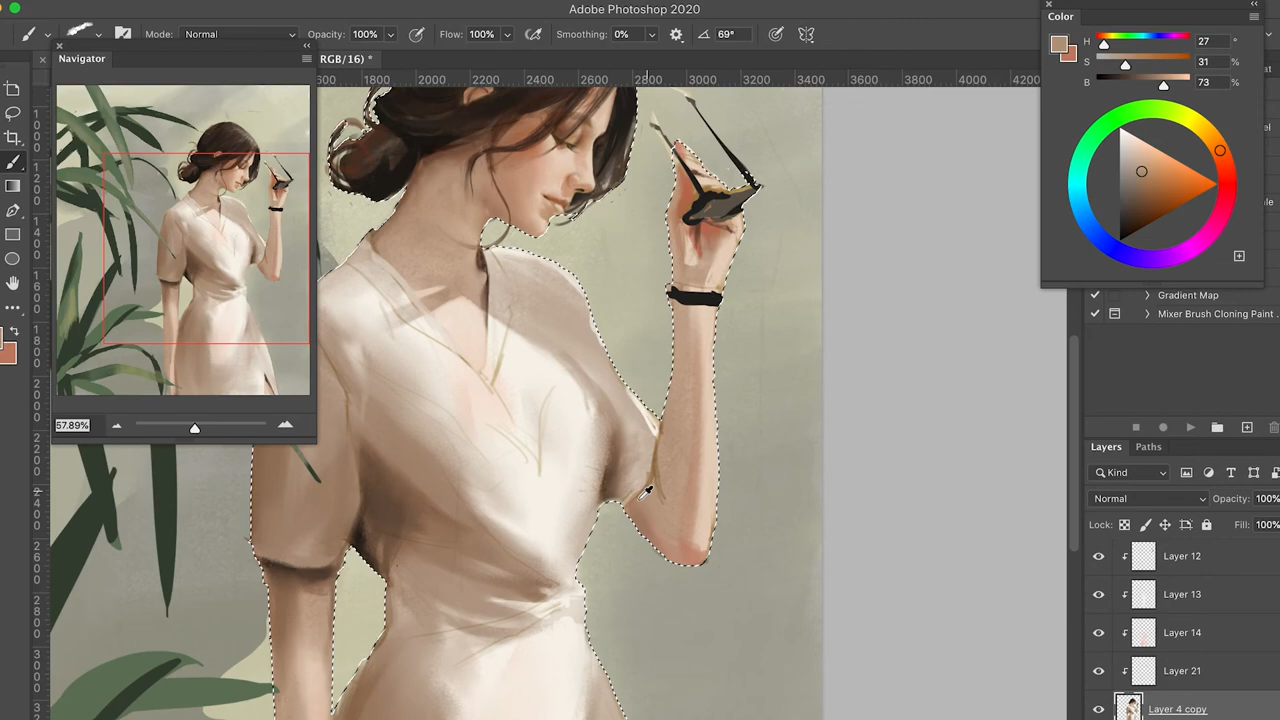 Adobe Photoshop 2020
Mode: Normal Opacity: 100% Flow: 100% Smoothing: 0% 69°
Navigator
RGB/16) *
1800 2000 2200 2400 2600 2800 3000 3200 3400 3600 3800 4000 4200
57.89%
Color
H 27 °
S 31 %
B 73 %
Gradient Map
Mixer Brush Cloning Paint
Layers Paths
Kind
Normal Opacity: 100%
Lock: Fill: 100%
Layer 12
Layer 13
Layer 14
Layer 21
Layer 4 copy